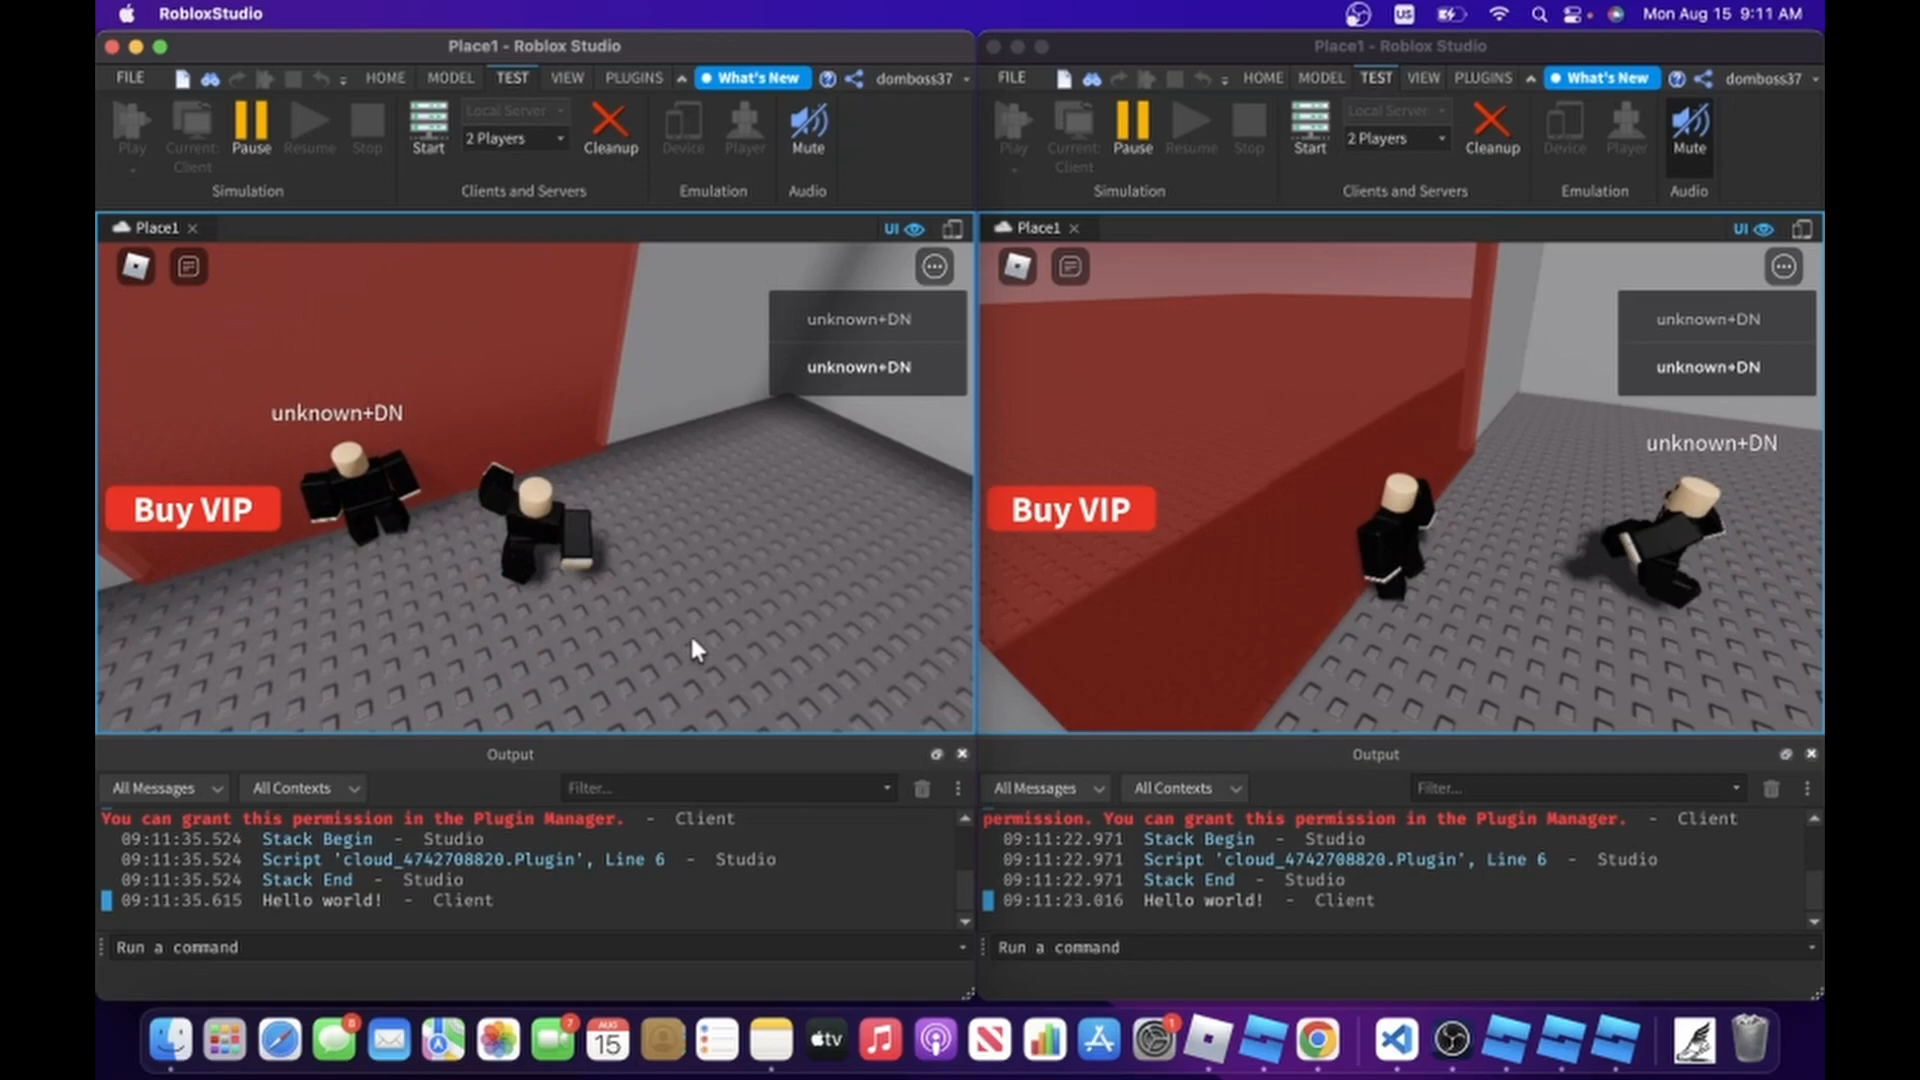 RobloxStudio
US
Mon Aug 15 9:11 AM
Place1 - Roblox Studio
FILE
HOME
MODEL
TEST
VIEW
PLUGINS
What's New
domboss37
Play
Current:
Client
Pause
Resume
Stop
Start
Local Server
2 Players
Cleanup
Device
Player
Mute
Simulation
Clients and Servers
Emulation
Audio
Place1
UI
unknown+DN
unknown+DN
unknown+DN
Buy VIP
Output
All Messages
All Contexts
Filter...
You can grant this permission in the Plugin Manager. - Client
09:11:35.524 Stack Begin - Studio
09:11:35.524 Script 'cloud_4742708820.Plugin', Line 6 - Studio
09:11:35.524 Stack End - Studio
09:11:35.615 Hello world! - Client
Run a command
Place1 - Roblox Studio
FILE
HOME
MODEL
TEST
VIEW
PLUGINS
What's New
domboss37
Play
Current:
Client
Pause
Resume
Stop
Start
Local Server
2 Players
Cleanup
Device
Player
Mute
Simulation
Clients and Servers
Emulation
Audio
Place1
UI
unknown+DN
unknown+DN
unknown+DN
Buy VIP
Output
All Messages
All Contexts
Filter...
permission. You can grant this permission in the Plugin Manager. - Client
09:11:22.971 Stack Begin - Studio
09:11:22.971 Script 'cloud_4742708820.Plugin', Line 6 - Studio
09:11:22.971 Stack End - Studio
09:11:23.016 Hello world! - Client
Run a command
8
7
AUG
15
tv
1